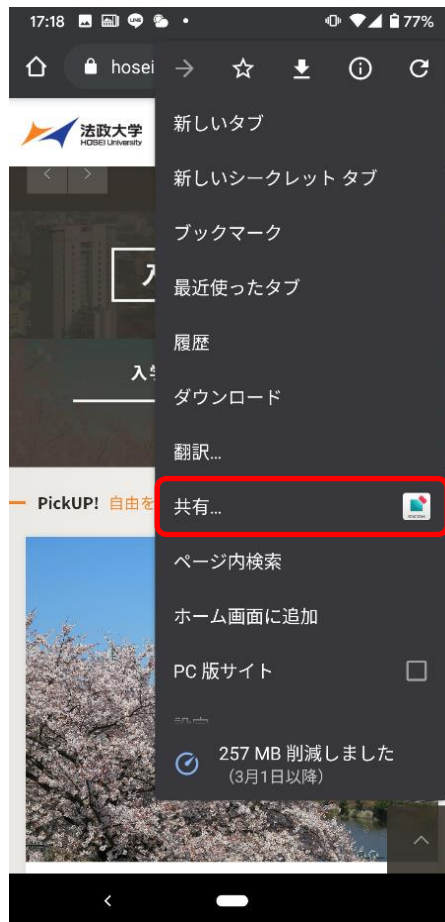 17:18
77%
hosei
法政大学
HOSEI University
新しいタブ
新しいシークレット タブ
ブックマーク
最近使ったタブ
履歴
ダウンロード
翻訳...
共有...
ページ内検索
ホーム画面に追加
PC 版サイト
257 MB 削減しました
（3月1日以降）
入学
PickUP! 自由を